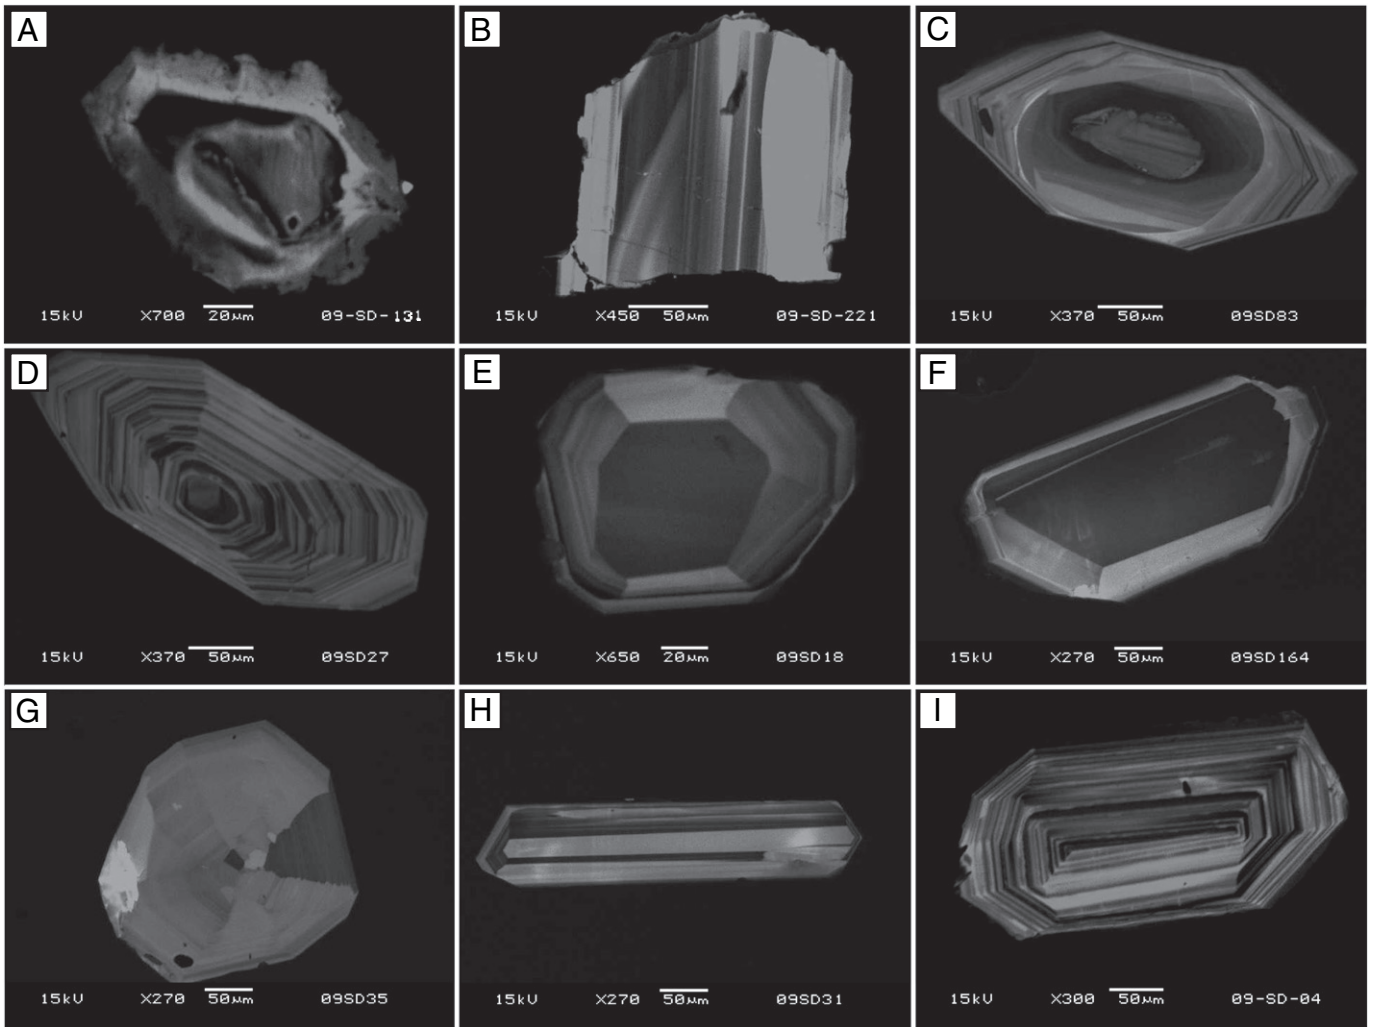 A
B
C
15kV X700 20µm 09-SD-131
15kV X450 50µm 09-SD-221
15kV X370 50µm 09SD83
D
E
F
15kV X370 50µm 09SD27
15kV X650 20µm 09SD18
15kV X270 50µm 09SD164
G
H
I
15kV X270 50µm 09SD35
15kV X270 50µm 09SD31
15kV X300 50µm 09-SD-04